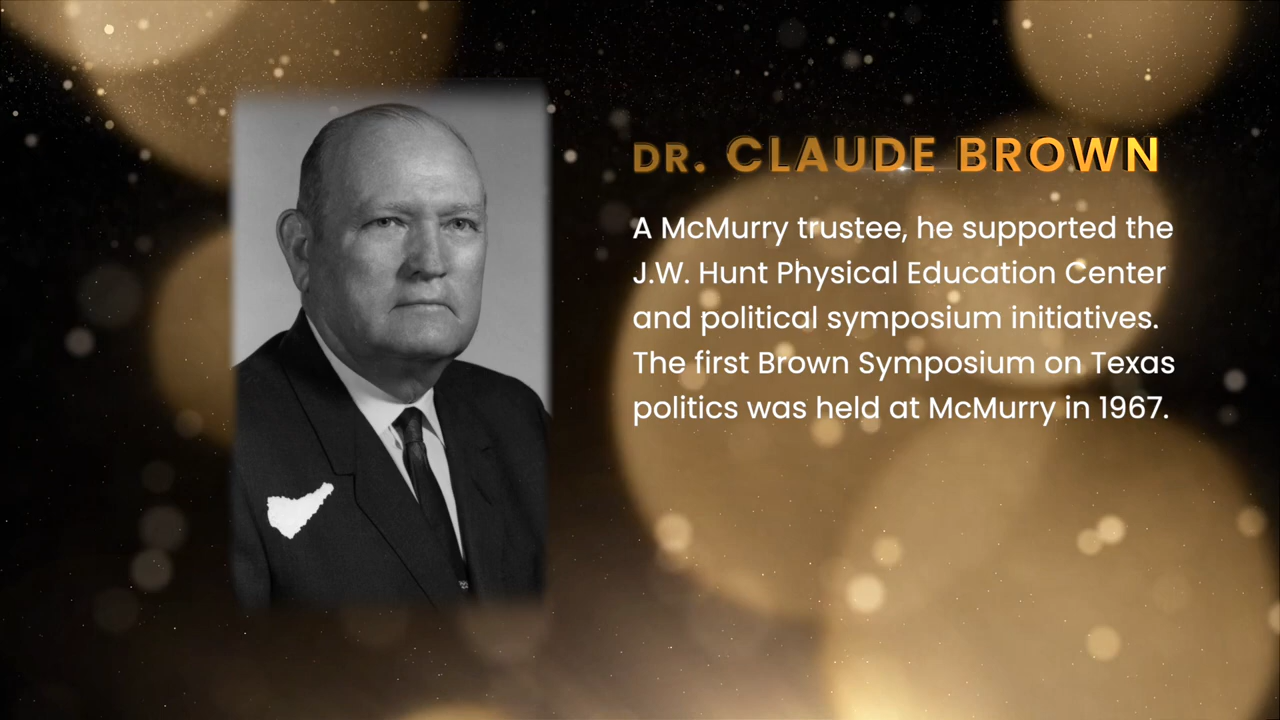 DR. CLAUDE BROWN
A McMurry trustee, he supported the
J.W. Hunt Physical Education Center
and political symposium initiatives.
The first Brown Symposium on Texas
politics was held at McMurry in 1967.